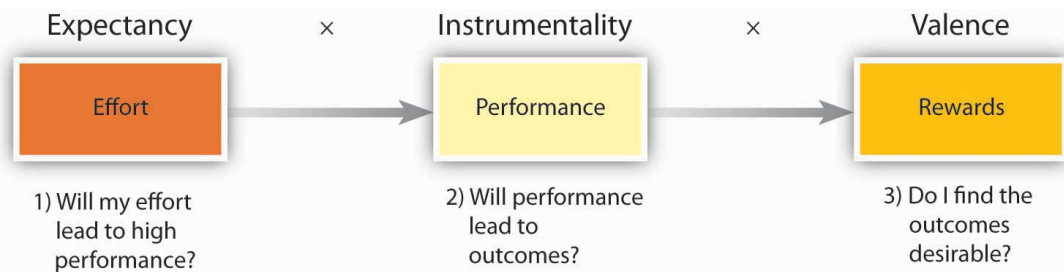 Expectancy × Instrumentality × Valence
Effort Performance Rewards
1) Will my effort
lead to high
performance?
2) Will performance
lead to
outcomes?
3) Do I find the
outcomes
desirable?